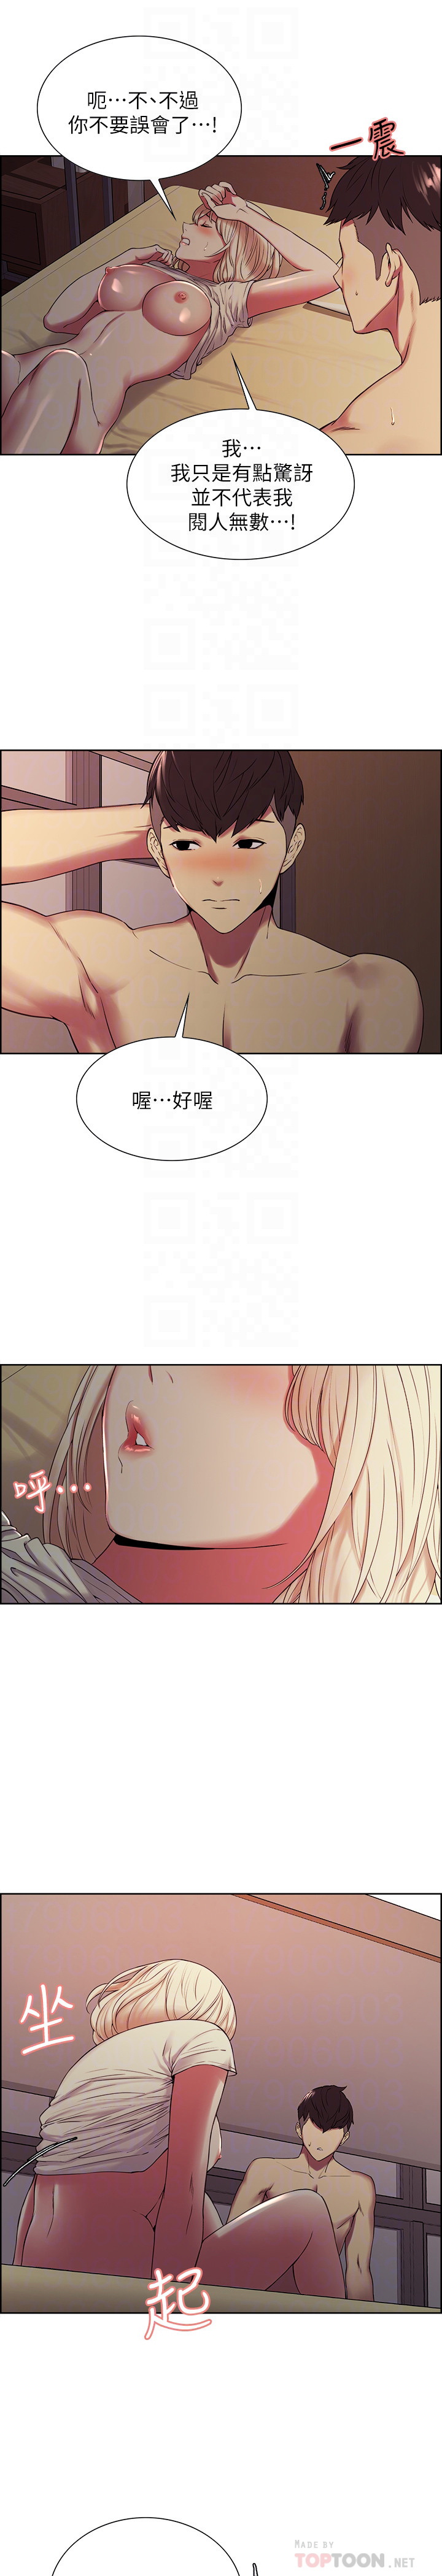 呃…不、不過
你不要誤會了…!
一震
我…
我只是有點驚訝
並不代表我
閱人無數…!
喔…好喔
呼…
坐
起
MADE BY
TOPTOON.NET